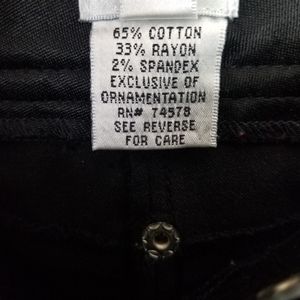 65% COTTON
33% RAYON
2% SPANDEX
EXCLUSIVE OF
ORNAMENTATION
RN# 74578
SEE REVERSE
FOR CARE